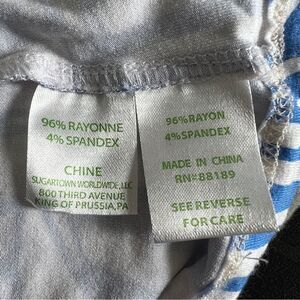 96% RAYONNE
4% SPANDEX
CHINE
SUGARTOWN WORLDWIDE, LLC
800 THIRD AVENUE
KING OF PRUSSIA, PA
96% RAYON
4% SPANDEX
MADE IN CHINA
RN# 88189
SEE REVERSE
FOR CARE